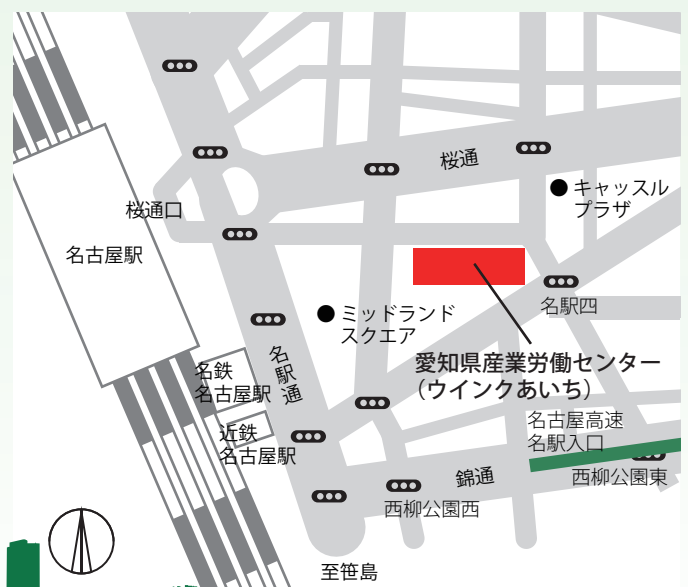 桜通
キャッスル
プラザ
桜通口
名古屋駅
名駅四
ミッドランド
スクエア
名駅通
愛知県産業労働センター
（ウインクあいち）
名鉄
名古屋駅
名古屋高速
名駅入口
近鉄
名古屋駅
錦通
西柳公園東
西柳公園西
至笹島